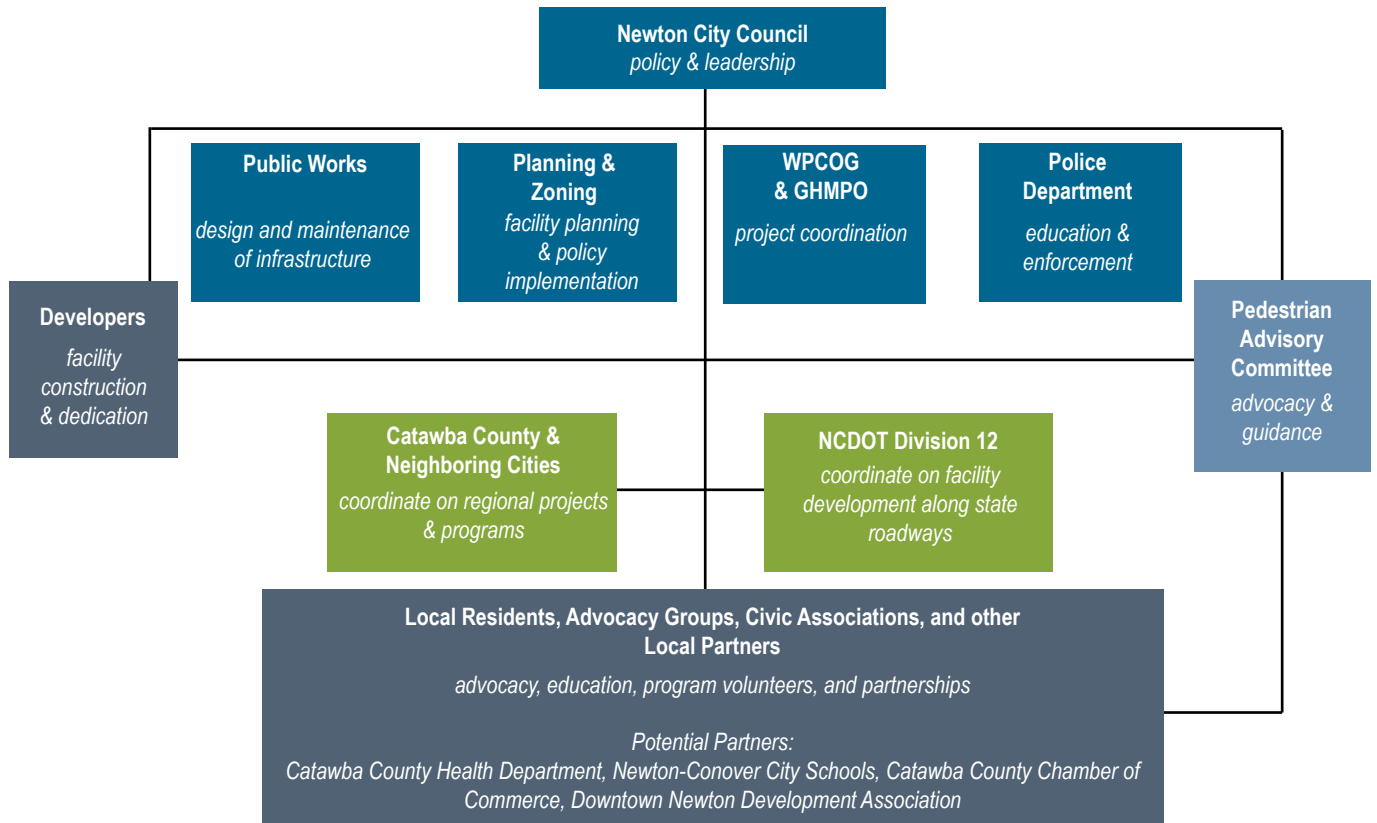 Newton City Council
policy & leadership
Public Works
design and maintenance
of infrastructure
Planning &
Zoning
facility planning
& policy
implementation
WPCOG
& GHMPO
project coordination
Police
Department
education &
enforcement
Developers
facility
construction
& dedication
Pedestrian
Advisory
Committee
advocacy &
guidance
Catawba County &
Neighboring Cities
coordinate on regional projects
& programs
NCDOT Division 12
coordinate on facility
development along state
roadways
Local Residents, Advocacy Groups, Civic Associations, and other
Local Partners
advocacy, education, program volunteers, and partnerships
Potential Partners:
Catawba County Health Department, Newton-Conover City Schools, Catawba County Chamber of
Commerce, Downtown Newton Development Association